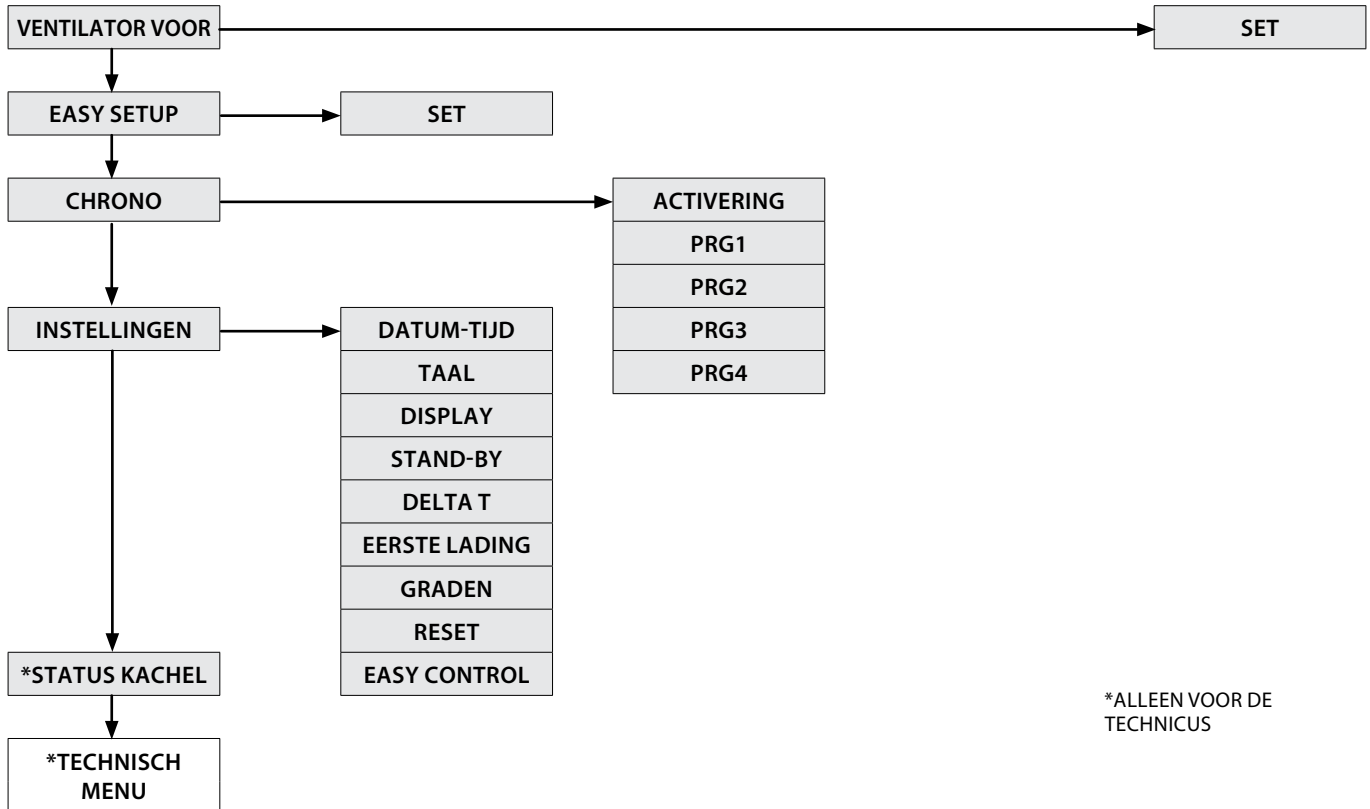 VENTILATOR VOOR
SET
EASY SETUP
SET
CHRONO
ACTIVERING
PRG1
PRG2
PRG3
PRG4
INSTELLINGEN
DATUM-TIJD
TAAL
DISPLAY
STAND-BY
DELTA T
EERSTE LADING
GRADEN
RESET
EASY CONTROL
*STATUS KACHEL
*TECHNISCH
MENU
*ALLEEN VOOR DE
TECHNICUS